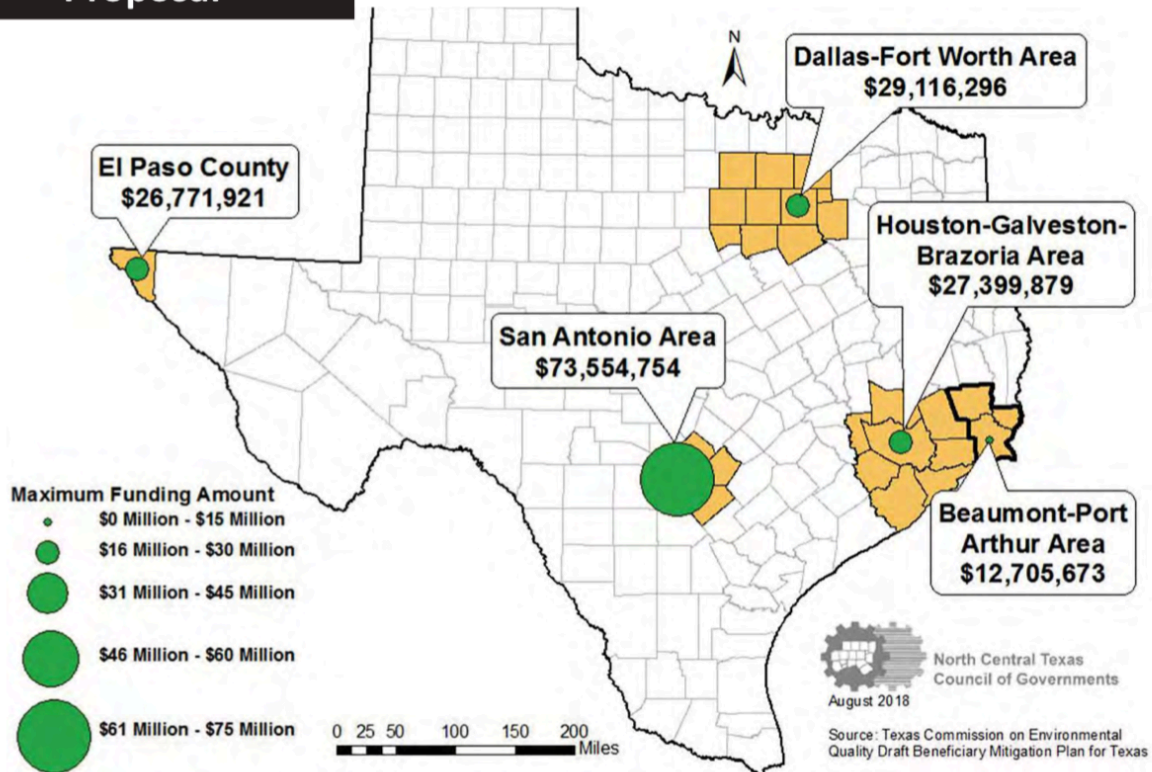 Proposal
N
Dallas-Fort Worth Area
$29,116,296
El Paso County
$26,771,921
Houston-Galveston-
Brazoria Area
$27,399,879
San Antonio Area
$73,554,754
Maximum Funding Amount
$0 Million - $15 Million
$16 Million - $30 Million
$31 Million - $45 Million
$46 Million - $60 Million
$61 Million - $75 Million
Beaumont-Port
Arthur Area
$12,705,673
0 25 50 100 150 200
Miles
North Central Texas
Council of Governments
August 2018
Source: Texas Commission on Environmental
Quality Draft Beneficiary Mitigation Plan for Texas